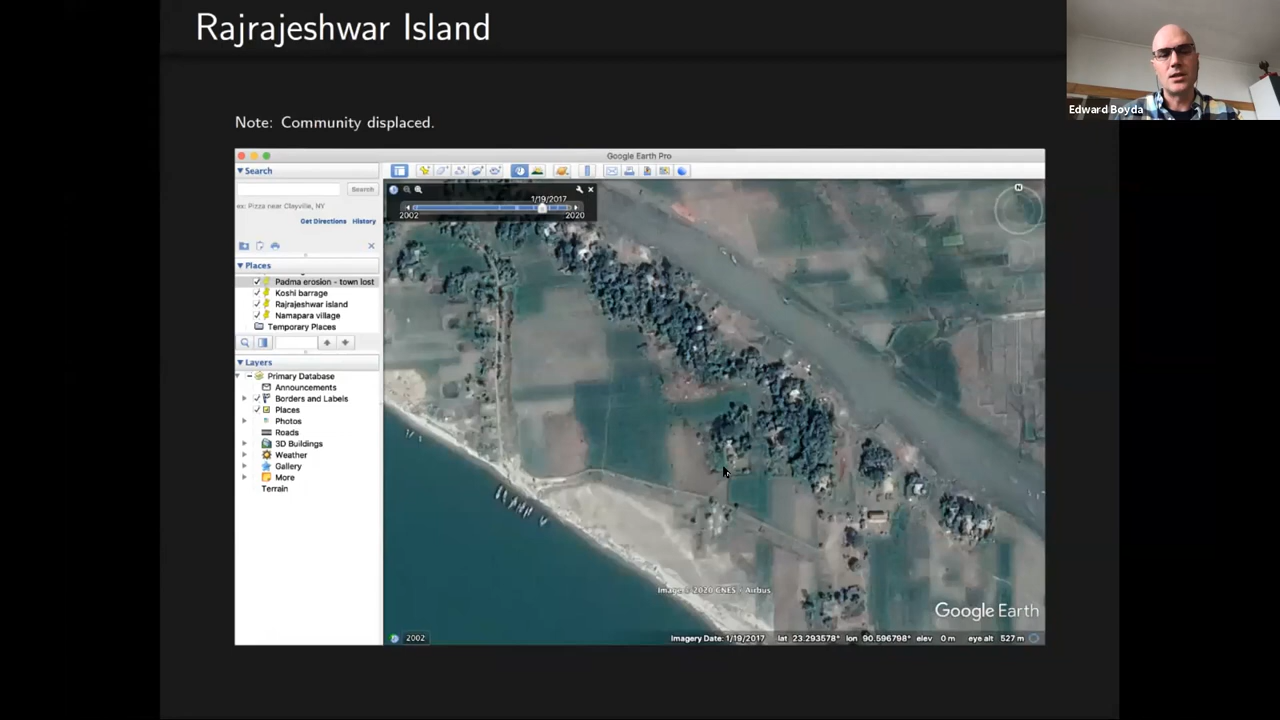 Rajrajeshwar Island
Edward Boyda
Note: Community displaced.
Google Earth Pro
Search
Search
ex: Pizza near Clayville, NY
Get Directions History
Places
Padma erosion - town lost
Koshi barrage
Rajrajeshwar island
Namapara village
Temporary Places
Layers
Primary Database
Announcements
Borders and Labels
Places
Photos
Roads
3D Buildings
Weather
Gallery
More
Terrain
1/19/2017
2002 2020
N
Image © 2020 CNES / Airbus
Google Earth
2002
Imagery Date: 1/19/2017 lat 23.293578° lon 90.596798° elev 0 m eye alt 527 m